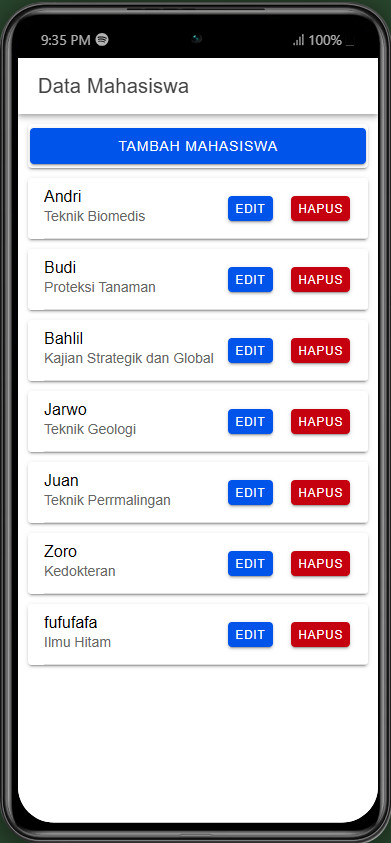 9:35 PM 100%
Data Mahasiswa
TAMBAH MAHASISWA
Andri
Teknik Biomedis
EDIT HAPUS
Budi
Proteksi Tanaman
EDIT HAPUS
Bahlil
Kajian Strategik dan Global
EDIT HAPUS
Jarwo
Teknik Geologi
EDIT HAPUS
Juan
Teknik Perrmalingan
EDIT HAPUS
Zoro
Kedokteran
EDIT HAPUS
fufufafa
Ilmu Hitam
EDIT HAPUS